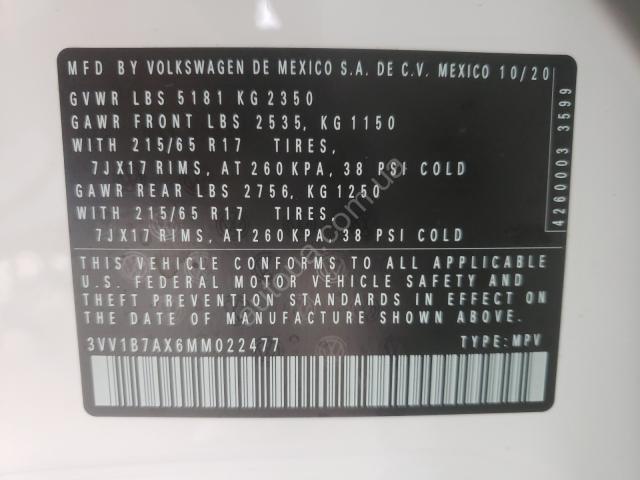 MFD BY VOLKSWAGEN DE MEXICO S.A. DE C.V. MEXICO 10/20
GVWR LBS 5181 KG 2350
GAWR FRONT LBS 2535, KG 1150
WITH 215/65 R17 TIRES,
7JX17 RIMS, AT 260 KPA, 38 PSI COLD
GAWR REAR LBS 2756, KG 1250
WITH 215/65 R17 TIRES,
7JX17 RIMS, AT 260 KPA, 38 PSI COLD
THIS VEHICLE CONFORMS TO ALL APPLICABLE
U.S. FEDERAL MOTOR VEHICLE SAFETY AND
THEFT PREVENTION STANDARDS IN EFFECT ON
THE DATE OF MANUFACTURE SHOWN ABOVE.
3VV1B7AX6MM022477 TYPE: MPV
4260003 3599
autoua.com.ua